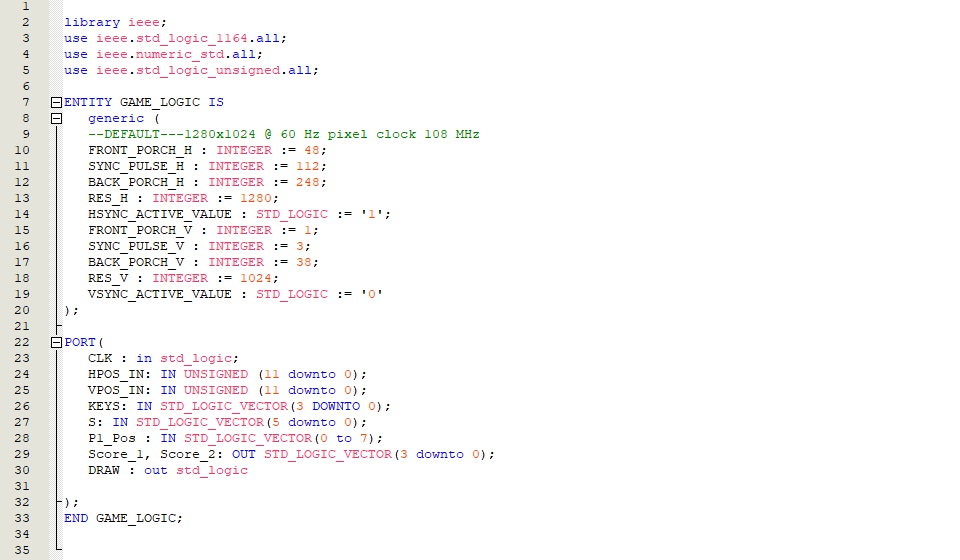 1
2 library ieee;
3 use ieee.std_logic_1164.all;
4 use ieee.numeric_std.all;
5 use ieee.std_logic_unsigned.all;
6
7 ENTITY GAME_LOGIC IS
8 generic (
9 --DEFAULT---1280x1024 @ 60 Hz pixel clock 108 MHz
10 FRONT_PORCH_H : INTEGER := 48;
11 SYNC_PULSE_H : INTEGER := 112;
12 BACK_PORCH_H : INTEGER := 248;
13 RES_H : INTEGER := 1280;
14 HSYNC_ACTIVE_VALUE : STD_LOGIC := '1';
15 FRONT_PORCH_V : INTEGER := 1;
16 SYNC_PULSE_V : INTEGER := 3;
17 BACK_PORCH_V : INTEGER := 38;
18 RES_V : INTEGER := 1024;
19 VSYNC_ACTIVE_VALUE : STD_LOGIC := '0'
20 );
21
22 PORT(
23 CLK : in std_logic;
24 HPOS_IN: IN UNSIGNED (11 downto 0);
25 VPOS_IN: IN UNSIGNED (11 downto 0);
26 KEYS: IN STD_LOGIC_VECTOR(3 DOWNTO 0);
27 S: IN STD_LOGIC_VECTOR(5 downto 0);
28 P1_Pos : IN STD_LOGIC_VECTOR(0 to 7);
29 Score_1, Score_2: OUT STD_LOGIC_VECTOR(3 downto 0);
30 DRAW : out std_logic
31
32 );
33 END GAME_LOGIC;
34
35